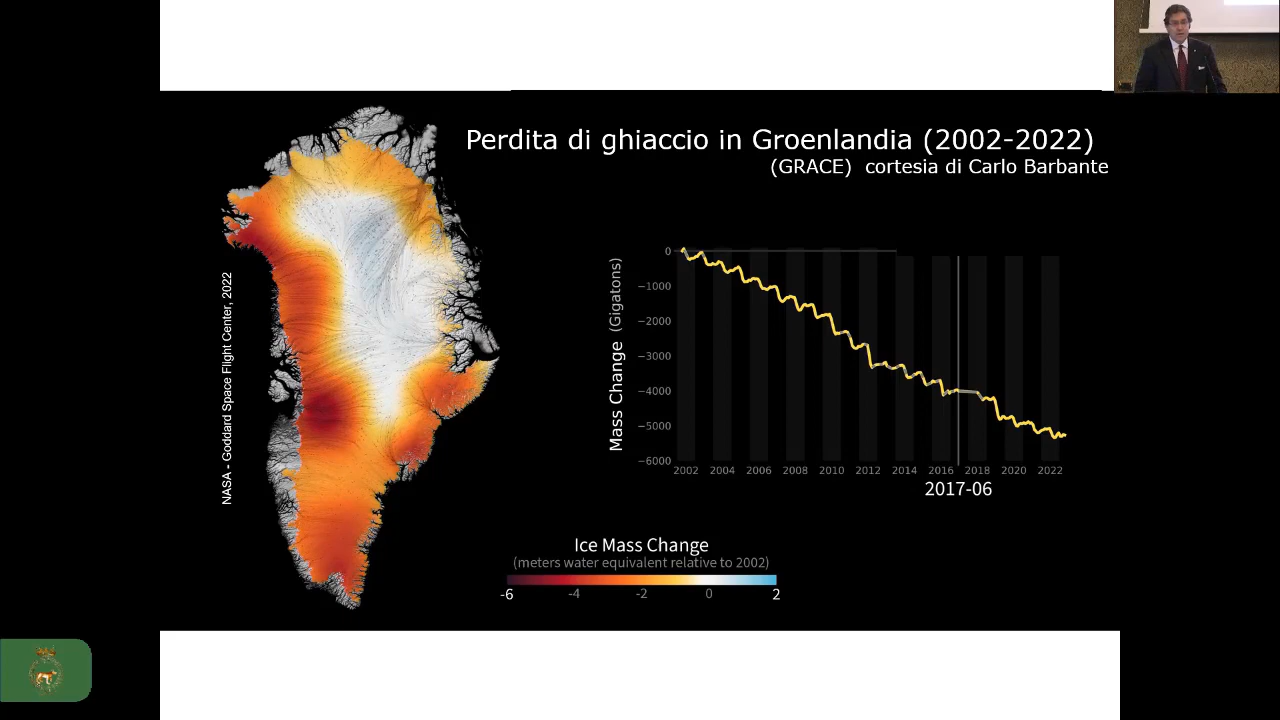 Perdita di ghiaccio in Groenlandia (2002-2022)
(GRACE) cortesia di Carlo Barbante
NASA - Goddard Space Flight Center, 2022
Mass Change (Gigatons)
0
−1000
−2000
−3000
−4000
−5000
−6000
2002 2004 2006 2008 2010 2012 2014 2016 2018 2020 2022
2017-06
Ice Mass Change
(meters water equivalent relative to 2002)
-6 -4 -2 0 2